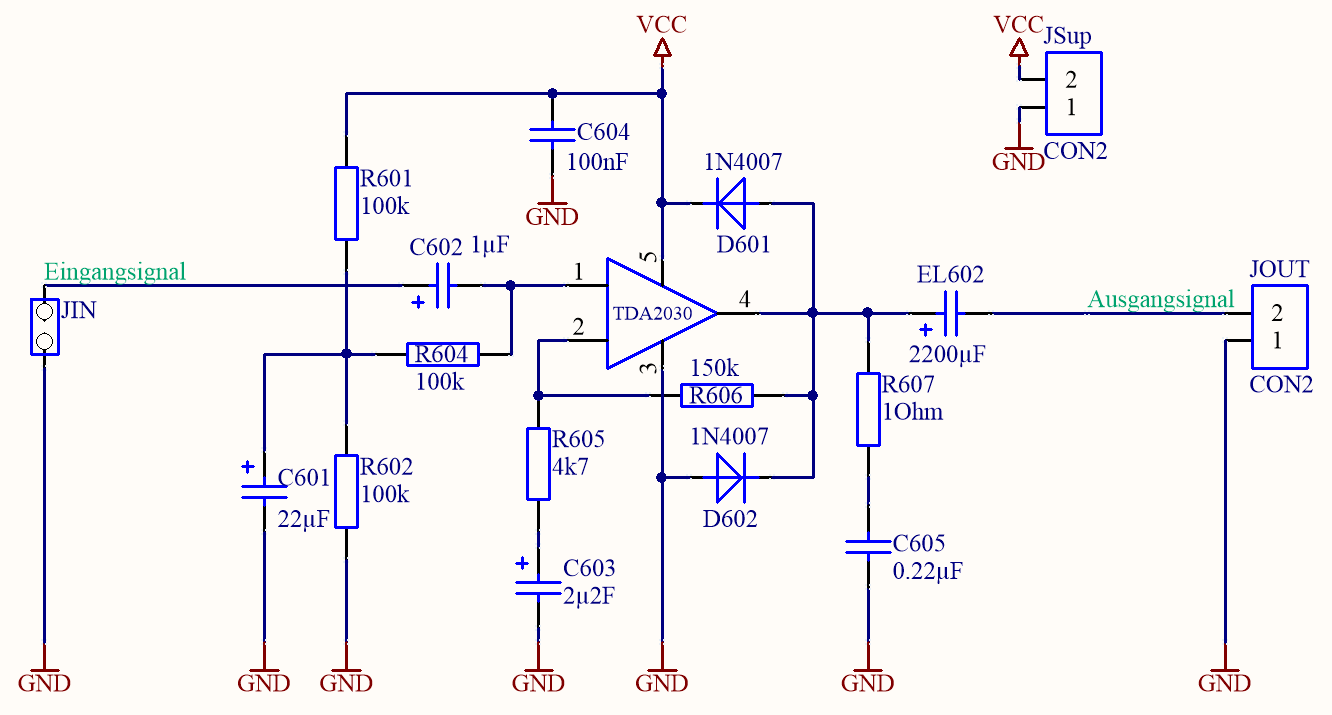 VCC
VCC
JSup
2
1
GND
CON2
C604
100nF
GND
R601
100k
1N4007
D601
Eingangsignal
JIN
C602 1µF
+
1
2
5
3
4
TDA2030
EL602
+
2200µF
Ausgangsignal
JOUT
2
1
CON2
R604
100k
150k
R606
R607
1Ohm
R605
4k7
1N4007
D602
+
C601
22µF
R602
100k
+
C603
2µ2F
C605
0.22µF
GND
GND
GND
GND
GND
GND
GND